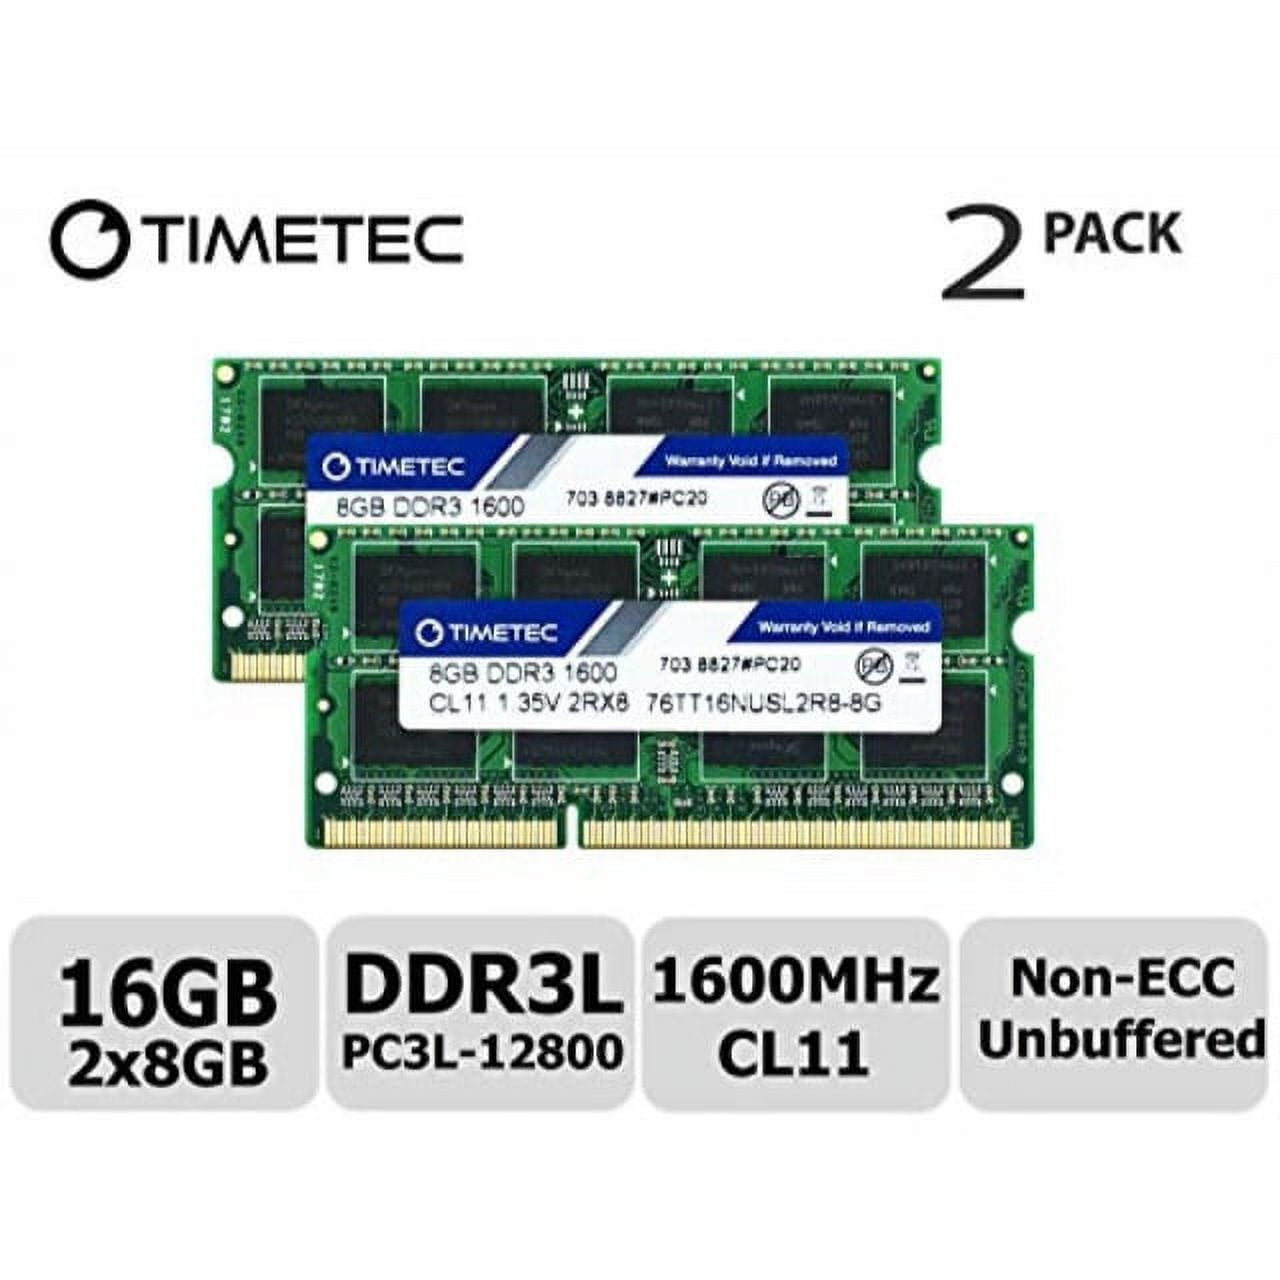 TIMETEC
2 PACK
TIMETEC
Warranty Void if Removed
8GB DDR3 1600
703 8827#PC20
TIMETEC
Warranty Void if Removed
8GB DDR3 1600
703 8827#PC20
CL11 1.35V 2RX8 76TT16NUSL2R8-8G
16GB
2x8GB
DDR3L
PC3L-12800
1600MHz
CL11
Non-ECC
Unbuffered